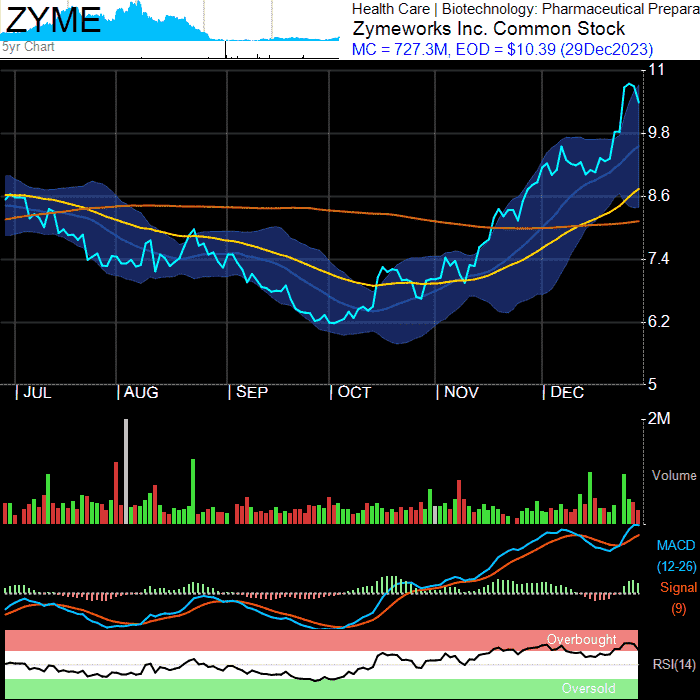 ZYME
5yr Chart
Health Care | Biotechnology: Pharmaceutical Prepara
Zymeworks Inc. Common Stock
MC = 727.3M, EOD = $10.39 (29Dec2023)
11
9.8
8.6
7.4
6.2
5
| JUL | AUG | SEP | OCT | NOV | DEC
2M
Volume
MACD
(12-26)
Signal
(9)
Overbought
RSI(14)
Oversold